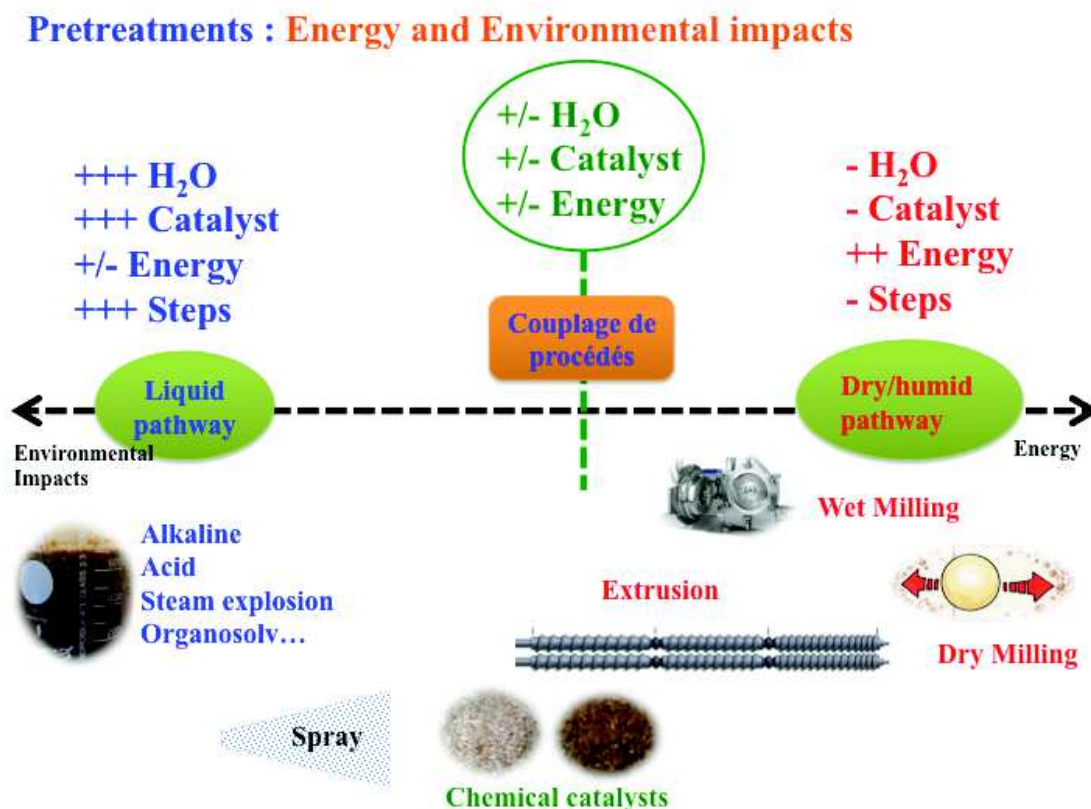 Pretreatments : Energy and Environmental impacts
+/- H₂O
+/- Catalyst
+/- Energy
+++ H₂O
+++ Catalyst
+/- Energy
+++ Steps
- H₂O
- Catalyst
++ Energy
- Steps
Couplage de
procédés
Liquid
pathway
Dry/humid
pathway
Environmental
Impacts
Energy
Wet Milling
Alkaline
Acid
Steam explosion
Organosolv…
Extrusion
Dry Milling
Spray
Chemical catalysts